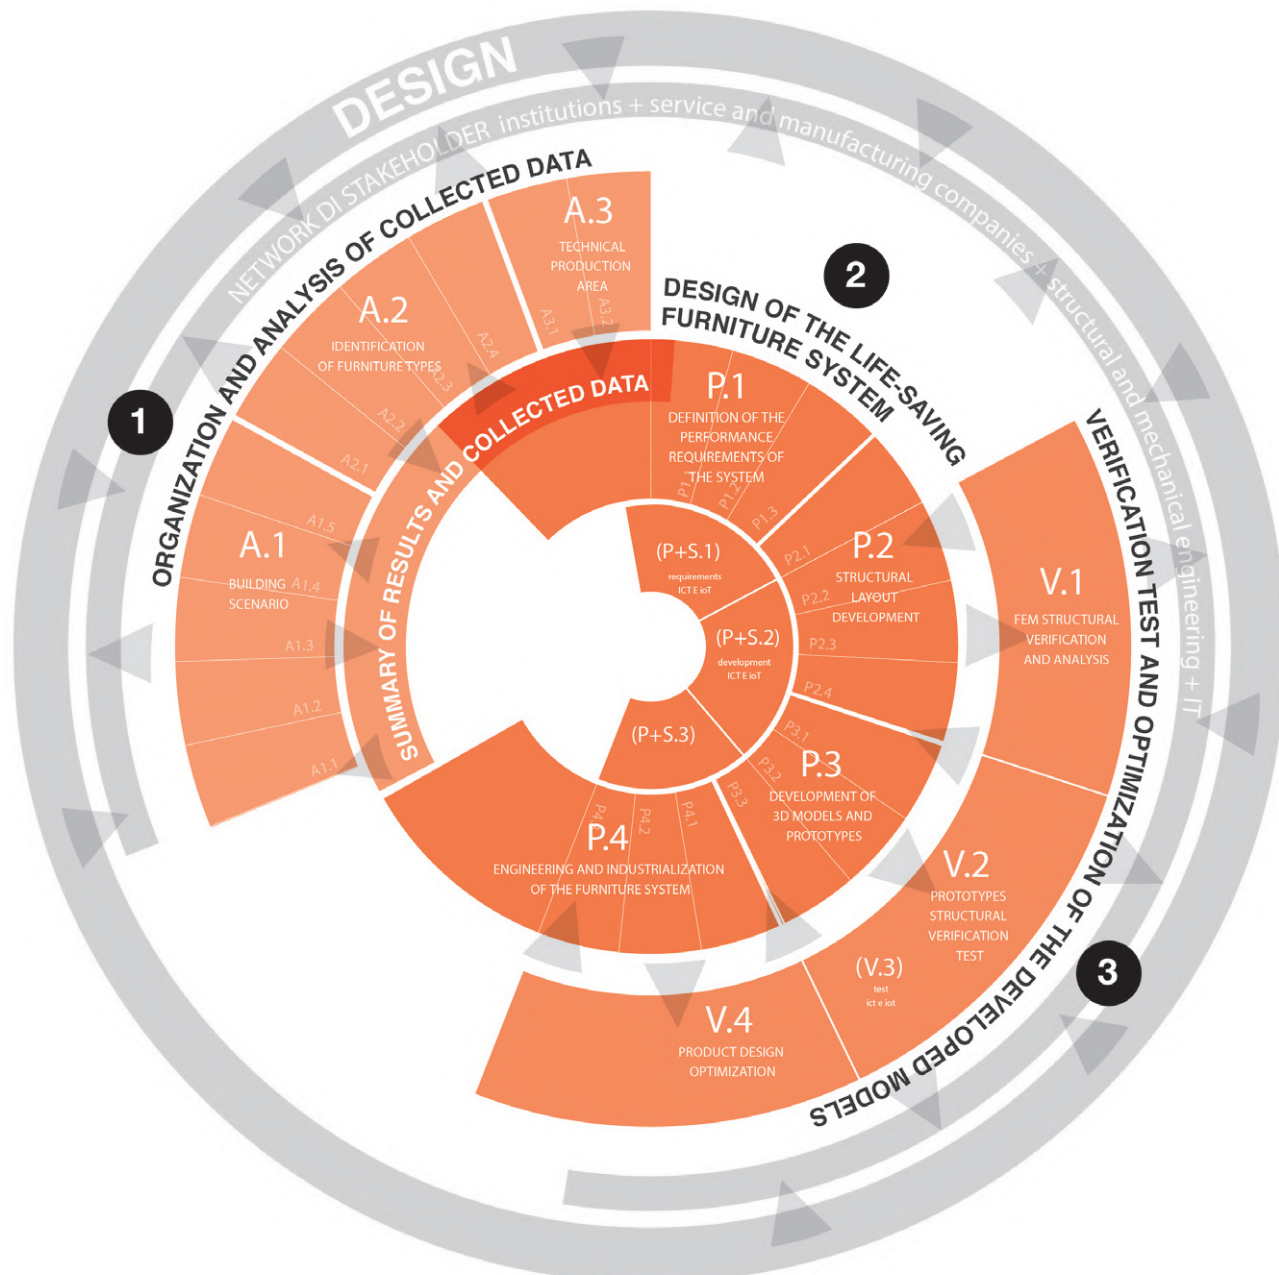 DESIGN
NETWORK DI STAKEHOLDER institutions + service and manufacturing companies + structural and mechanical engineering + IT
1
ORGANIZATION AND ANALYSIS OF COLLECTED DATA
A.1
BUILDING
SCENARIO
A1.1
A1.2
A1.3
A1.4
A1.5
A.2
IDENTIFICATION
OF FURNITURE TYPES
A2.1
A2.2
A2.3
A2.4
A.3
TECHNICAL
PRODUCTION
AREA
A3.1
A3.2
SUMMARY OF RESULTS AND COLLECTED DATA
2
DESIGN OF THE LIFE-SAVING
FURNITURE SYSTEM
P.1
DEFINITION OF THE
PERFORMANCE
REQUIREMENTS OF
THE SYSTEM
P1.2
P1.3
P.2
STRUCTURAL
LAYOUT
DEVELOPMENT
P2.1
P2.2
P2.3
P2.4
P.3
DEVELOPMENT OF
3D MODELS AND
PROTOTYPES
P3.1
P3.2
P3.3
P.4
ENGINEERING AND INDUSTRIALIZATION
OF THE FURNITURE SYSTEM
P4.1
P4.2
(P+S.1)
requirements
ICT E ioT
(P+S.2)
development
ICT E ioT
(P+S.3)
3
VERIFICATION TEST AND OPTIMIZATION OF THE DEVELOPED MODELS
V.1
FEM STRUCTURAL
VERIFICATION
AND ANALYSIS
V.2
PROTOTYPES
STRUCTURAL
VERIFICATION
TEST
(V.3)
test
ict e iot
V.4
PRODUCT DESIGN
OPTIMIZATION